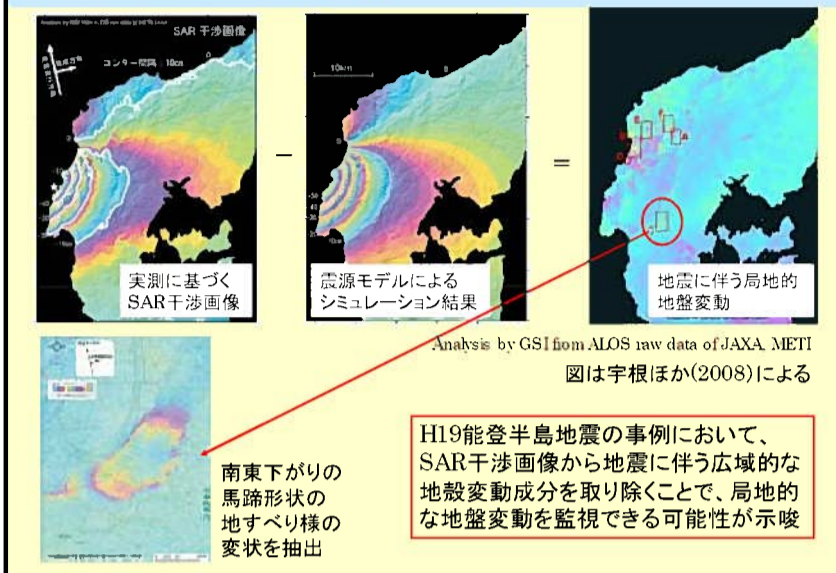 SAR 干渉画像
コンター間隔：10cm
10km
−
=
実測に基づく
SAR干渉画像
震源モデルによる
シミュレーション結果
地震に伴う局地的
地盤変動
Analysis by GSI from ALOS raw data of JAXA, METI
図は宇根ほか(2008)による
南東下がりの
馬蹄形状の
地すべり様の
変状を抽出
H19能登半島地震の事例において、
SAR干渉画像から地震に伴う広域的な
地殻変動成分を取り除くことで、局地的
な地盤変動を監視できる可能性が示唆